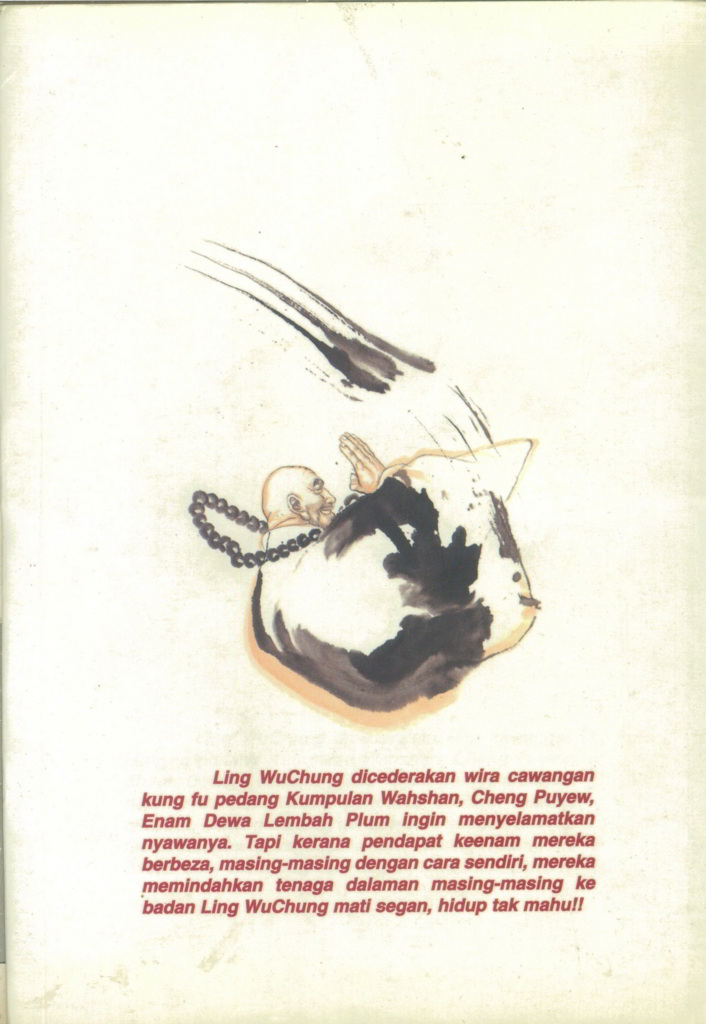 Ling WuChung dicederakan wira cawangan
kung fu pedang Kumpulan Wahshan, Cheng Puyew,
Enam Dewa Lembah Plum ingin menyelamatkan
nyawanya. Tapi kerana pendapat keenam mereka
berbeza, masing-masing dengan cara sendiri, mereka
memindahkan tenaga dalaman masing-masing ke
badan Ling WuChung mati segan, hidup tak mahu!!